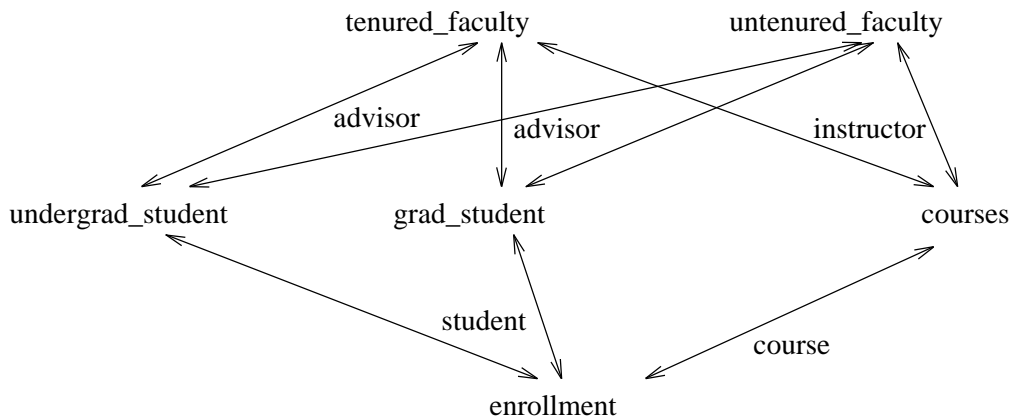 tenured_faculty untenured_faculty
advisor advisor instructor
undergrad_student grad_student courses
student course
enrollment